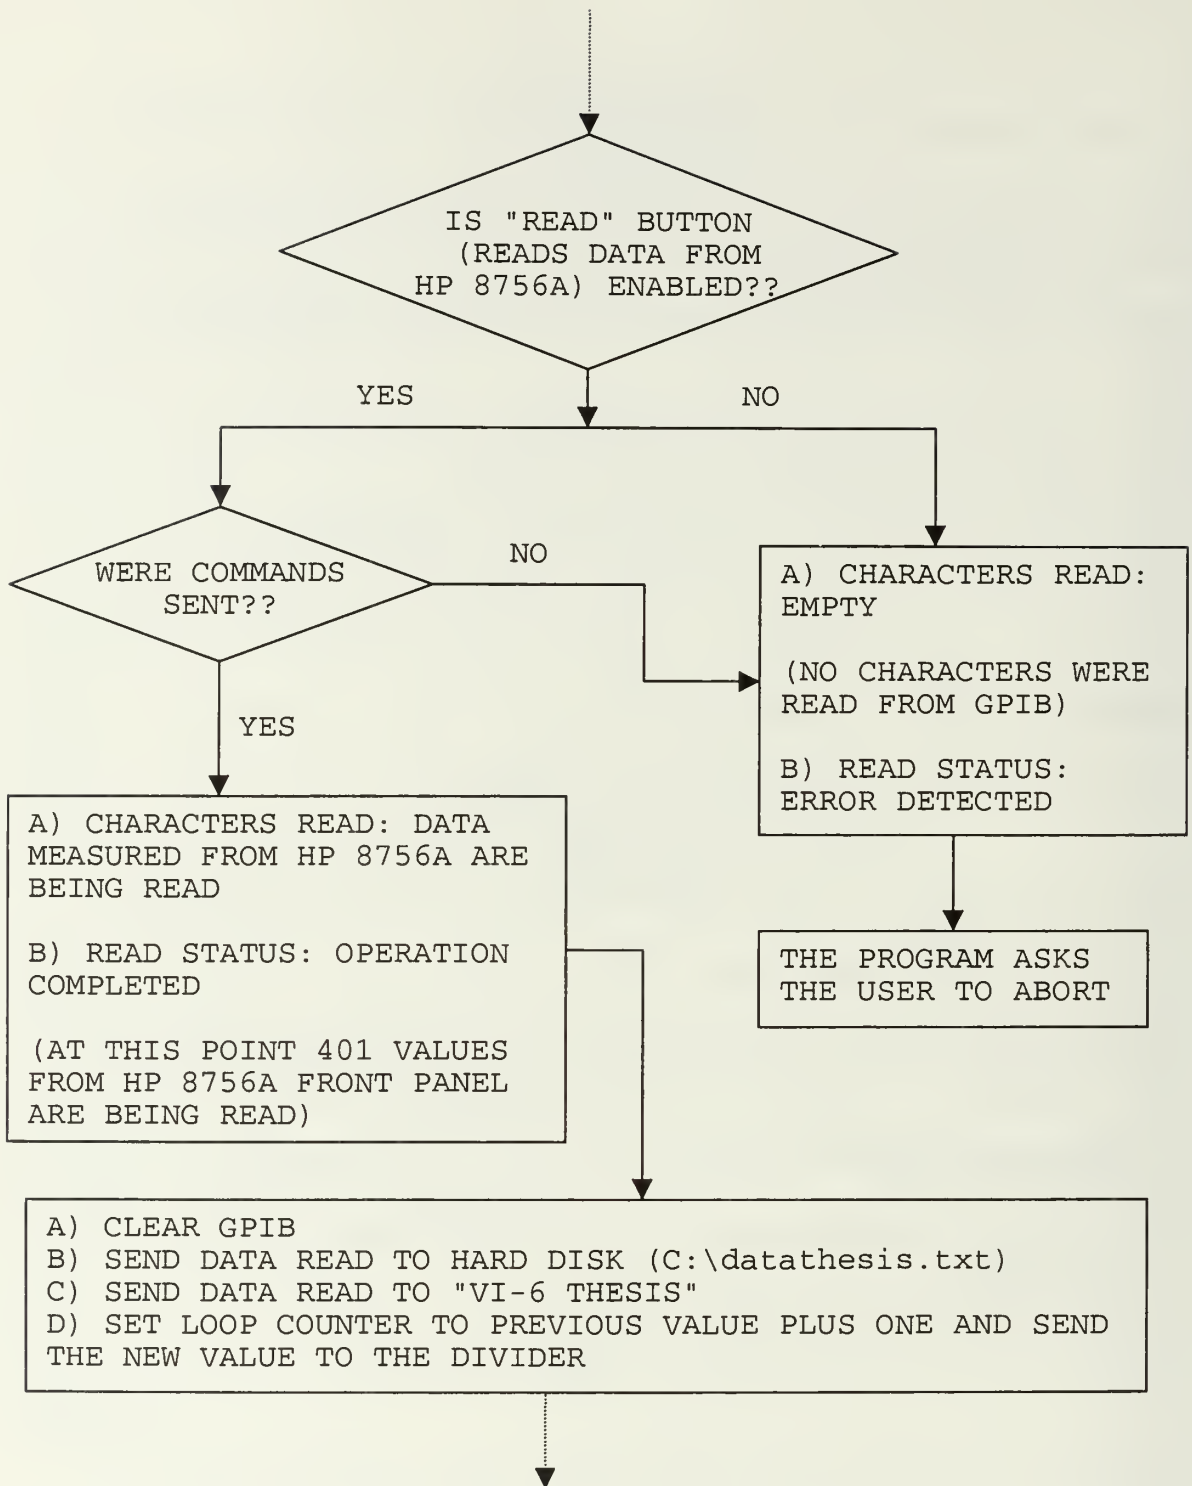 IS "READ" BUTTON
(READS DATA FROM
HP 8756A) ENABLED??
YES
NO
WERE COMMANDS
SENT??
NO
YES
A) CHARACTERS READ:
EMPTY
(NO CHARACTERS WERE
READ FROM GPIB)
B) READ STATUS:
ERROR DETECTED
A) CHARACTERS READ: DATA
MEASURED FROM HP 8756A ARE
BEING READ
B) READ STATUS: OPERATION
COMPLETED
(AT THIS POINT 401 VALUES
FROM HP 8756A FRONT PANEL
ARE BEING READ)
THE PROGRAM ASKS
THE USER TO ABORT
A) CLEAR GPIB
B) SEND DATA READ TO HARD DISK (C:\datathesis.txt)
C) SEND DATA READ TO "VI-6 THESIS"
D) SET LOOP COUNTER TO PREVIOUS VALUE PLUS ONE AND SEND
THE NEW VALUE TO THE DIVIDER